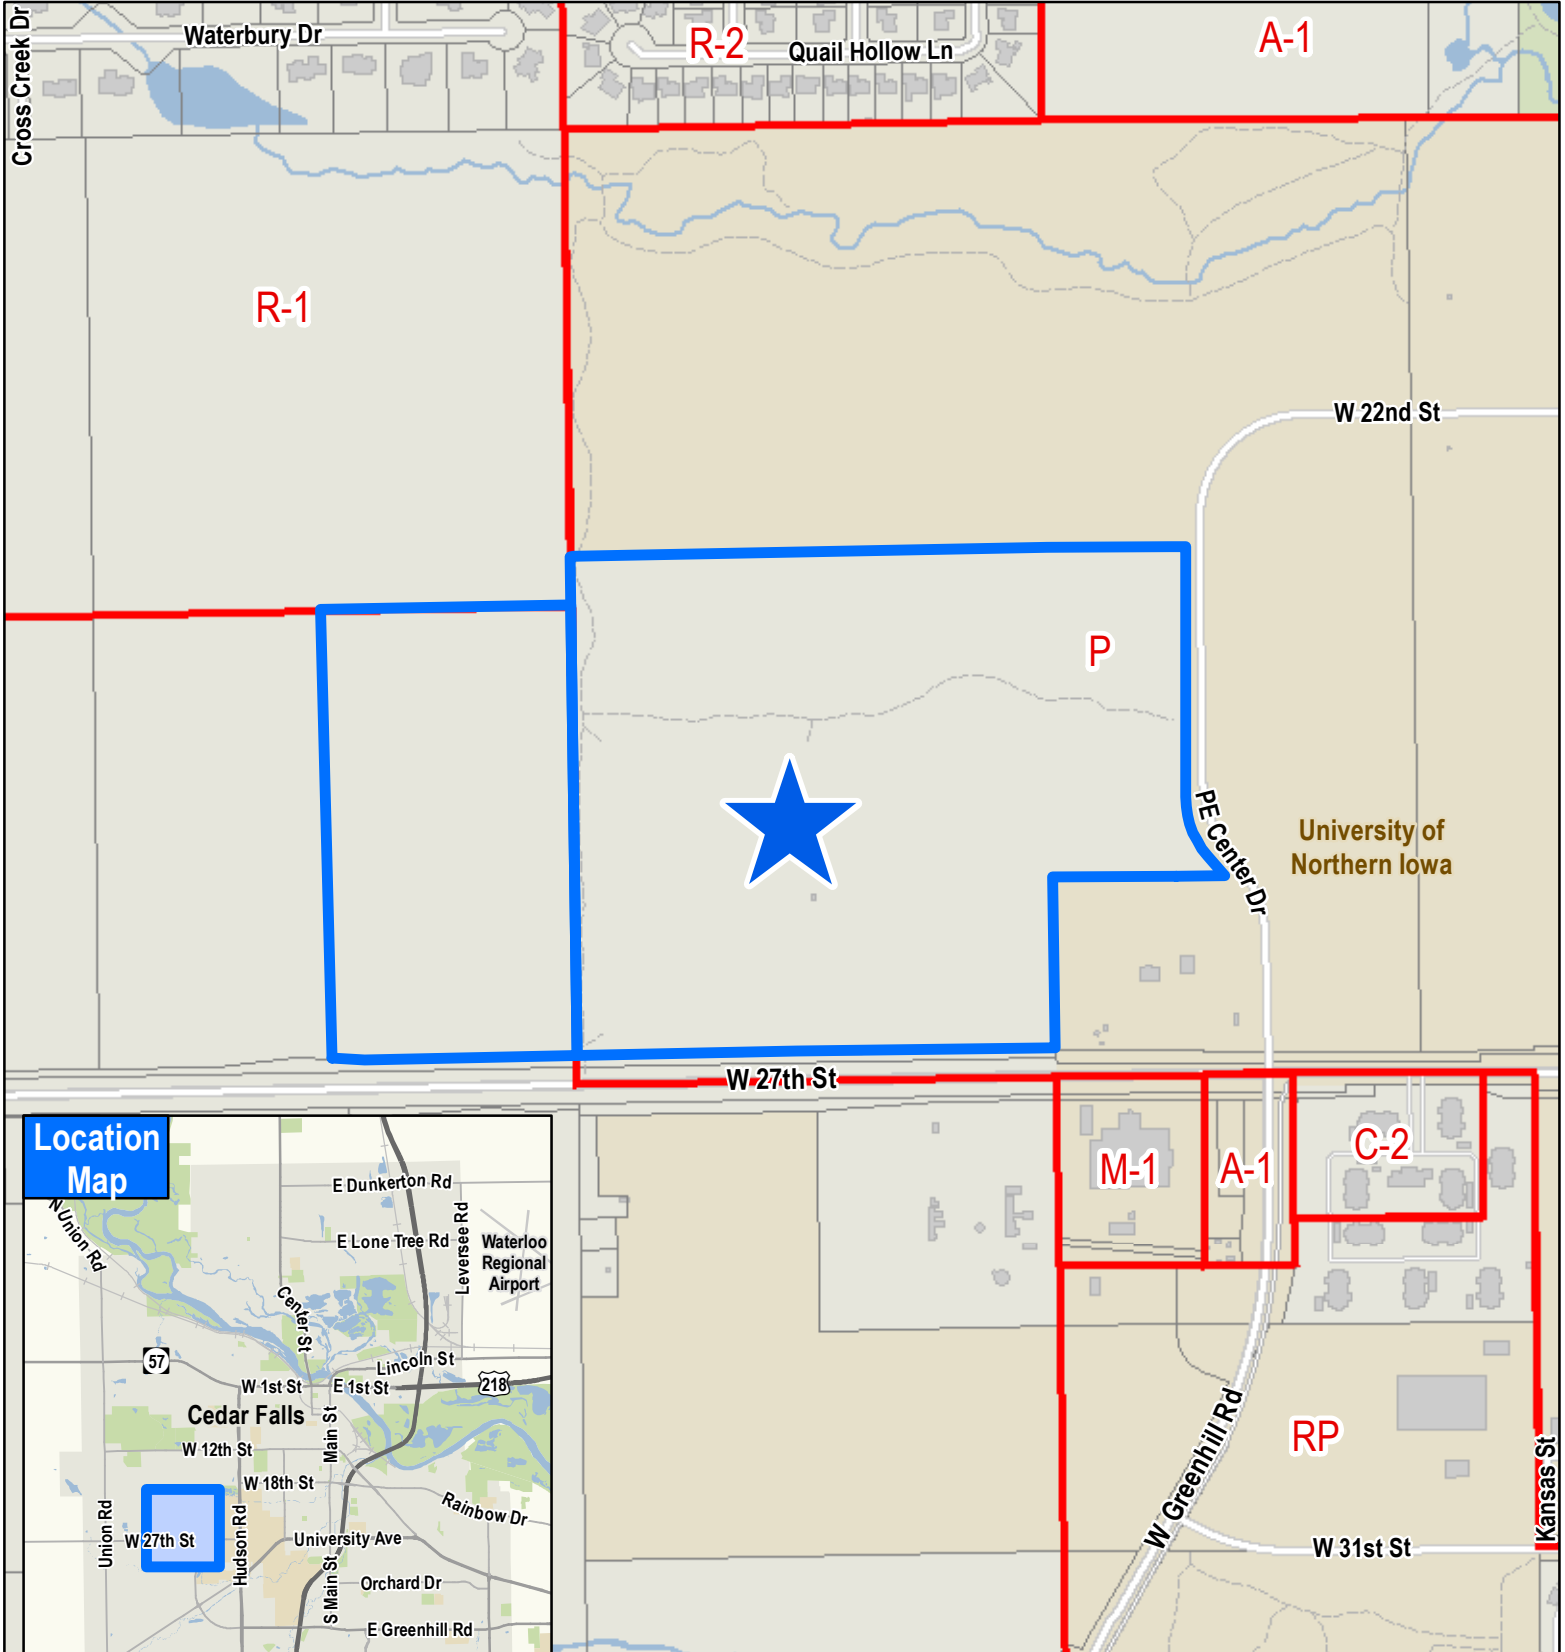 Cross Creek Dr
Waterbury Dr
R-2
Quail Hollow Ln
A-1
R-1
W 22nd St
P
PE Center Dr
University of
Northern Iowa
W 27th St
M-1
A-1
C-2
RP
W Greenhill Rd
Kansas St
W 31st St
Location
Map
N Union Rd
E Dunkerton Rd
E Lone Tree Rd
Leversee Rd
Waterloo
Regional
Airport
Center St
57
Lincoln St
W 1st St
E 1st St
218
Cedar Falls
Main St
W 12th St
W 18th St
Rainbow Dr
Union Rd
W 27th St
Hudson Rd
University Ave
S Main St
Orchard Dr
E Greenhill Rd